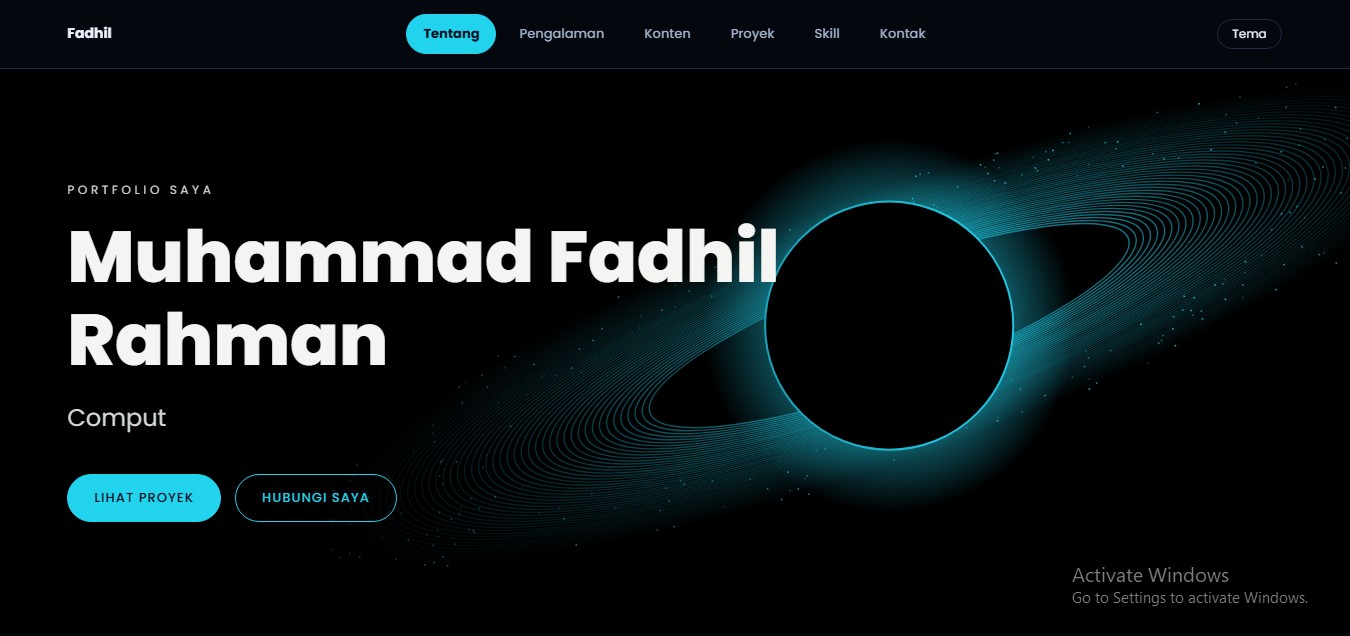 Fadhil
Tentang
Pengalaman
Konten
Proyek
Skill
Kontak
Tema
PORTFOLIO SAYA
Muhammad Fadhil
Rahman
Comput
LIHAT PROYEK
HUBUNGI SAYA
Activate Windows
Go to Settings to activate Windows.